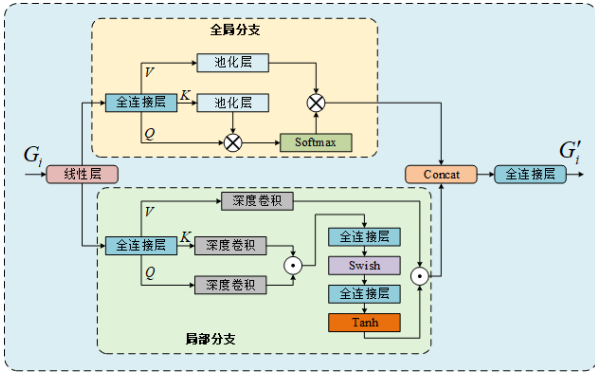 全局分支
V
池化层
全连接层
K
池化层
Q
Softmax
G_i
线性层
Concat
全连接层
G'_i
V
深度卷积
全连接层
K
深度卷积
Q
深度卷积
全连接层
Swish
全连接层
Tanh
局部分支